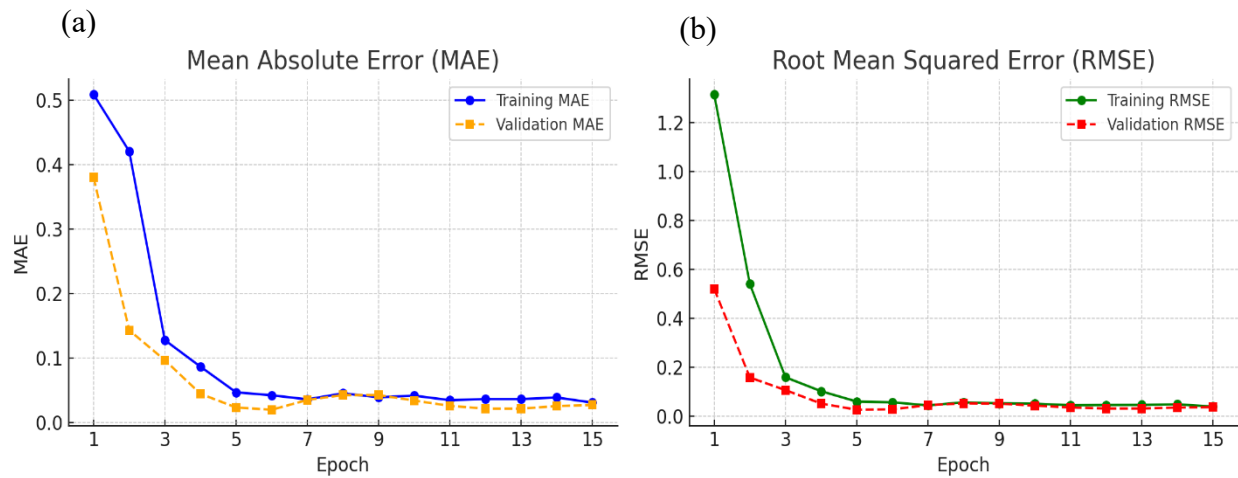 (a)
Mean Absolute Error (MAE)
Training MAE
Validation MAE
0.5
0.4
0.3
0.2
0.1
0.0
MAE
1 3 5 7 9 11 13 15
Epoch
(b)
Root Mean Squared Error (RMSE)
Training RMSE
Validation RMSE
1.2
1.0
0.8
0.6
0.4
0.2
0.0
RMSE
1 3 5 7 9 11 13 15
Epoch